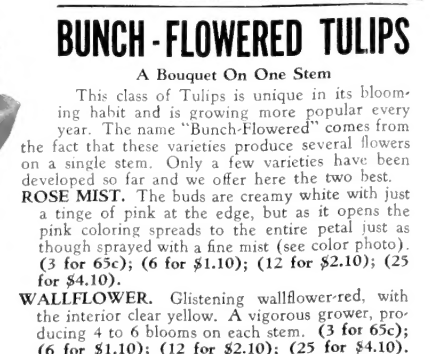 BUNCH-FLOWERED TULIPS
A Bouquet On One Stem
This class of Tulips is unique in its bloom-
ing habit and is growing more popular every
year. The name "Bunch-Flowered" comes from
the fact that these varieties produce several flowers
on a single stem. Only a few varieties have been
developed so far and we offer here the two best.
ROSE MIST. The buds are creamy white with just
a tinge of pink at the edge, but as it opens the
pink coloring spreads to the entire petal just as
though sprayed with a fine mist (see color photo).
(3 for 65c); (6 for $1.10); (12 for $2.10); (25
for $4.10).
WALLFLOWER. Glistening wallflower-red, with
the interior clear yellow. A vigorous grower, pro-
ducing 4 to 6 blooms on each stem. (3 for 65c);
(6 for $1.10); (12 for $2.10); (25 for $4.10).